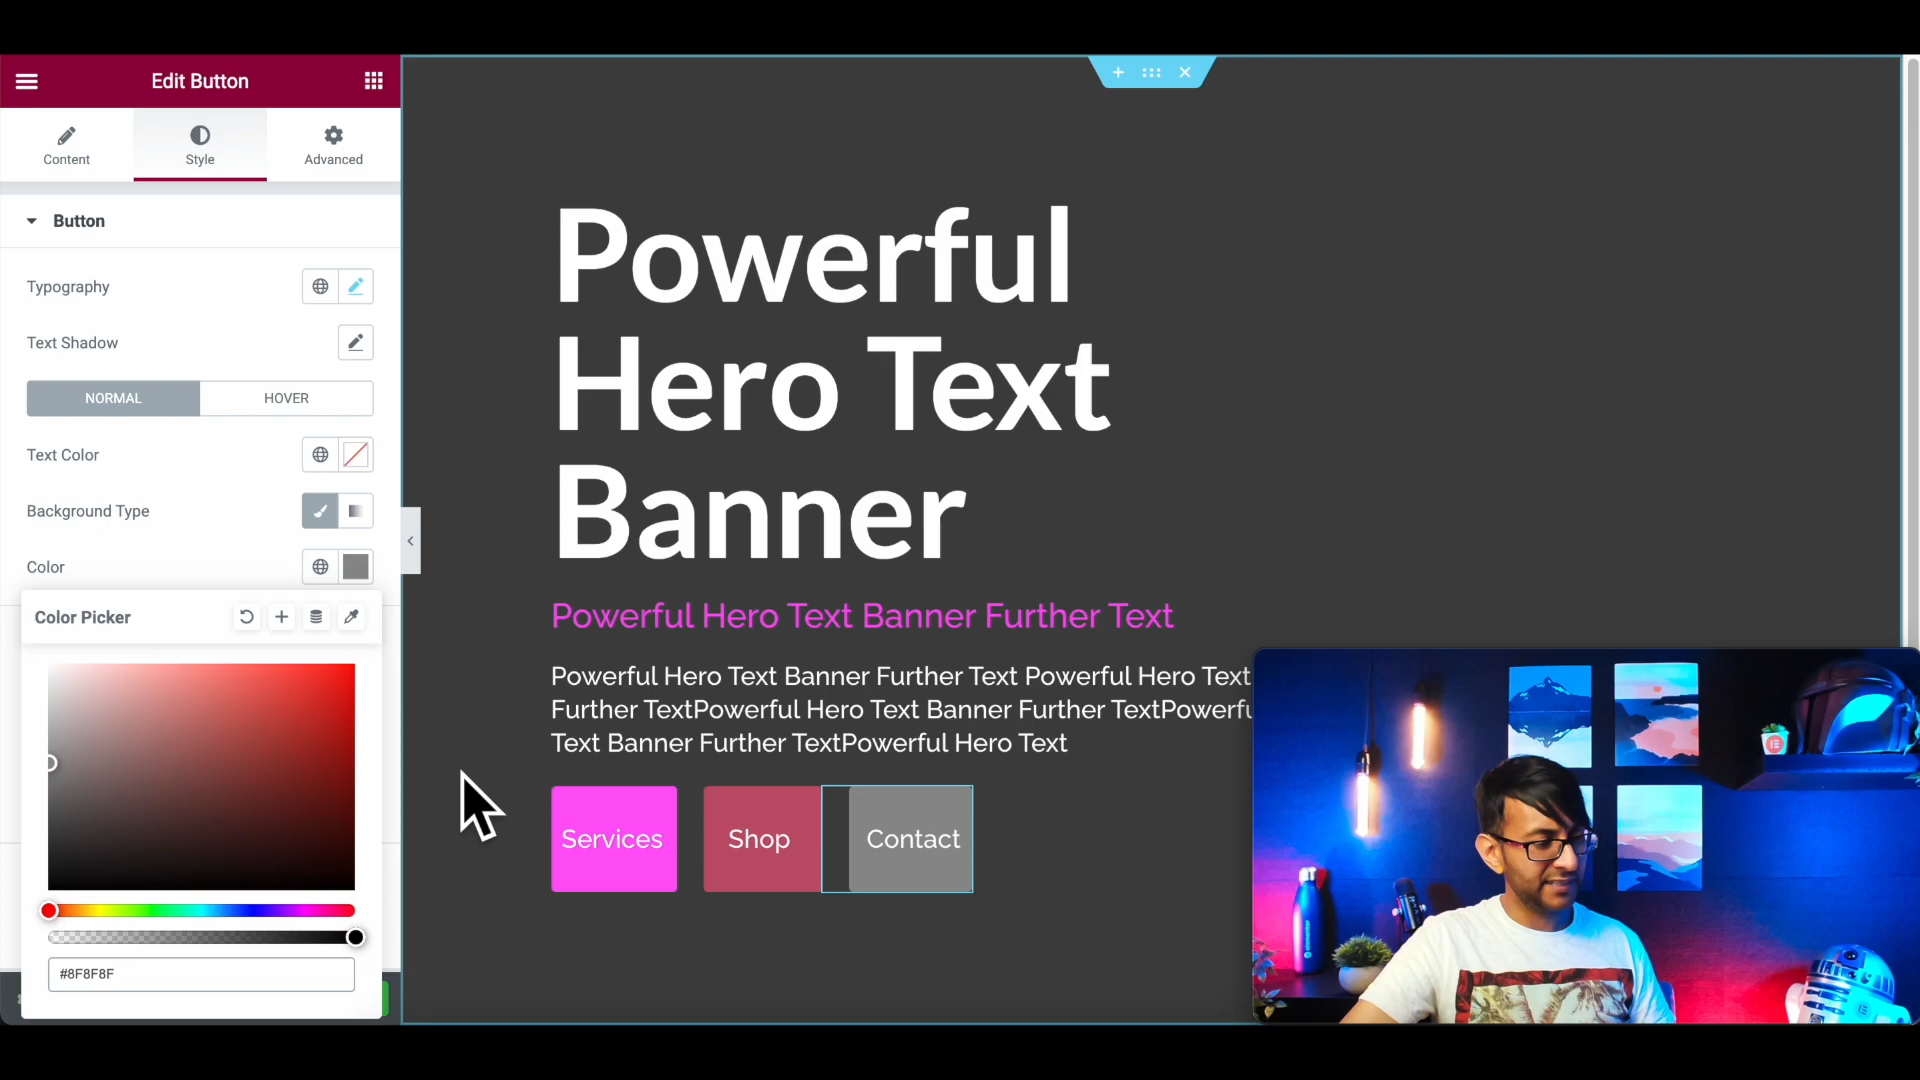 Edit Button
Content
Style
Advanced
Button
Typography
Text Shadow
NORMAL
HOVER
Text Color
Background Type
Color
Color Picker
#8F8F8F
Powerful
Hero Text
Banner
Powerful Hero Text Banner Further Text
Powerful Hero Text Banner Further Text Powerful Hero Text
Further TextPowerful Hero Text Banner Further TextPowerfu
Text Banner Further TextPowerful Hero Text
Services
Shop
Contact